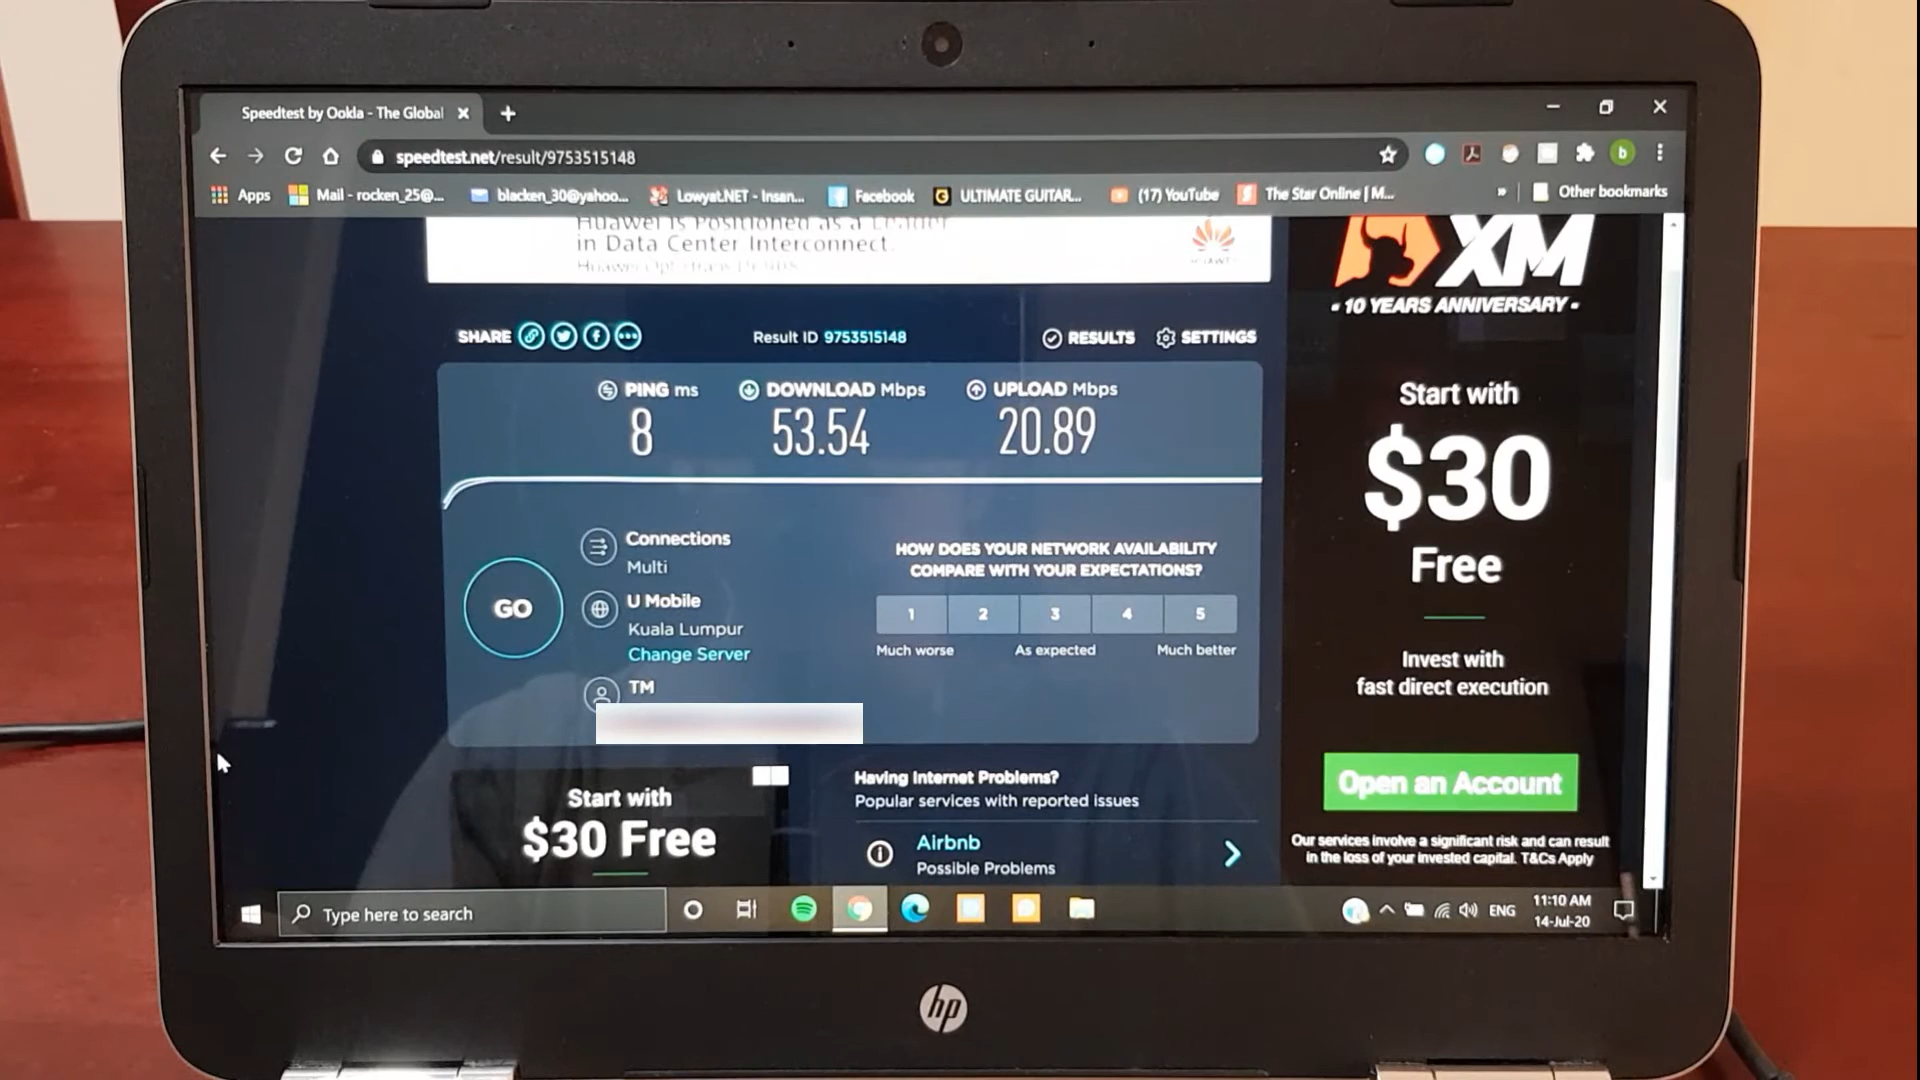 Speedtest by Ookla - The Global
speedtest.net/result/9753515148
Apps
Mail - rocken_25@...
blacken_30@yahoo...
Lowyat.NET - Insan...
Facebook
ULTIMATE GUITAR...
(17) YouTube
The Star Online | M...
»
Other bookmarks
b
Huawei is Positioned as a Leader
in Data Center Interconnect.
HUAWEI
XM
- 10 YEARS ANNIVERSARY -
SHARE
Result ID 9753515148
RESULTS
SETTINGS
PING ms
DOWNLOAD Mbps
UPLOAD Mbps
8
53.54
20.89
GO
Connections
Multi
U Mobile
Kuala Lumpur
Change Server
TM
HOW DOES YOUR NETWORK AVAILABILITY
COMPARE WITH YOUR EXPECTATIONS?
1 2 3 4 5
Much worse
As expected
Much better
Start with
$30
Free
Invest with
fast direct execution
Open an Account
Our services involve a significant risk and can result
in the loss of your invested capital. T&Cs Apply
Start with
$30 Free
Having Internet Problems?
Popular services with reported issues
Airbnb
Possible Problems
Type here to search
ENG
11:10 AM
14-Jul-20
hp